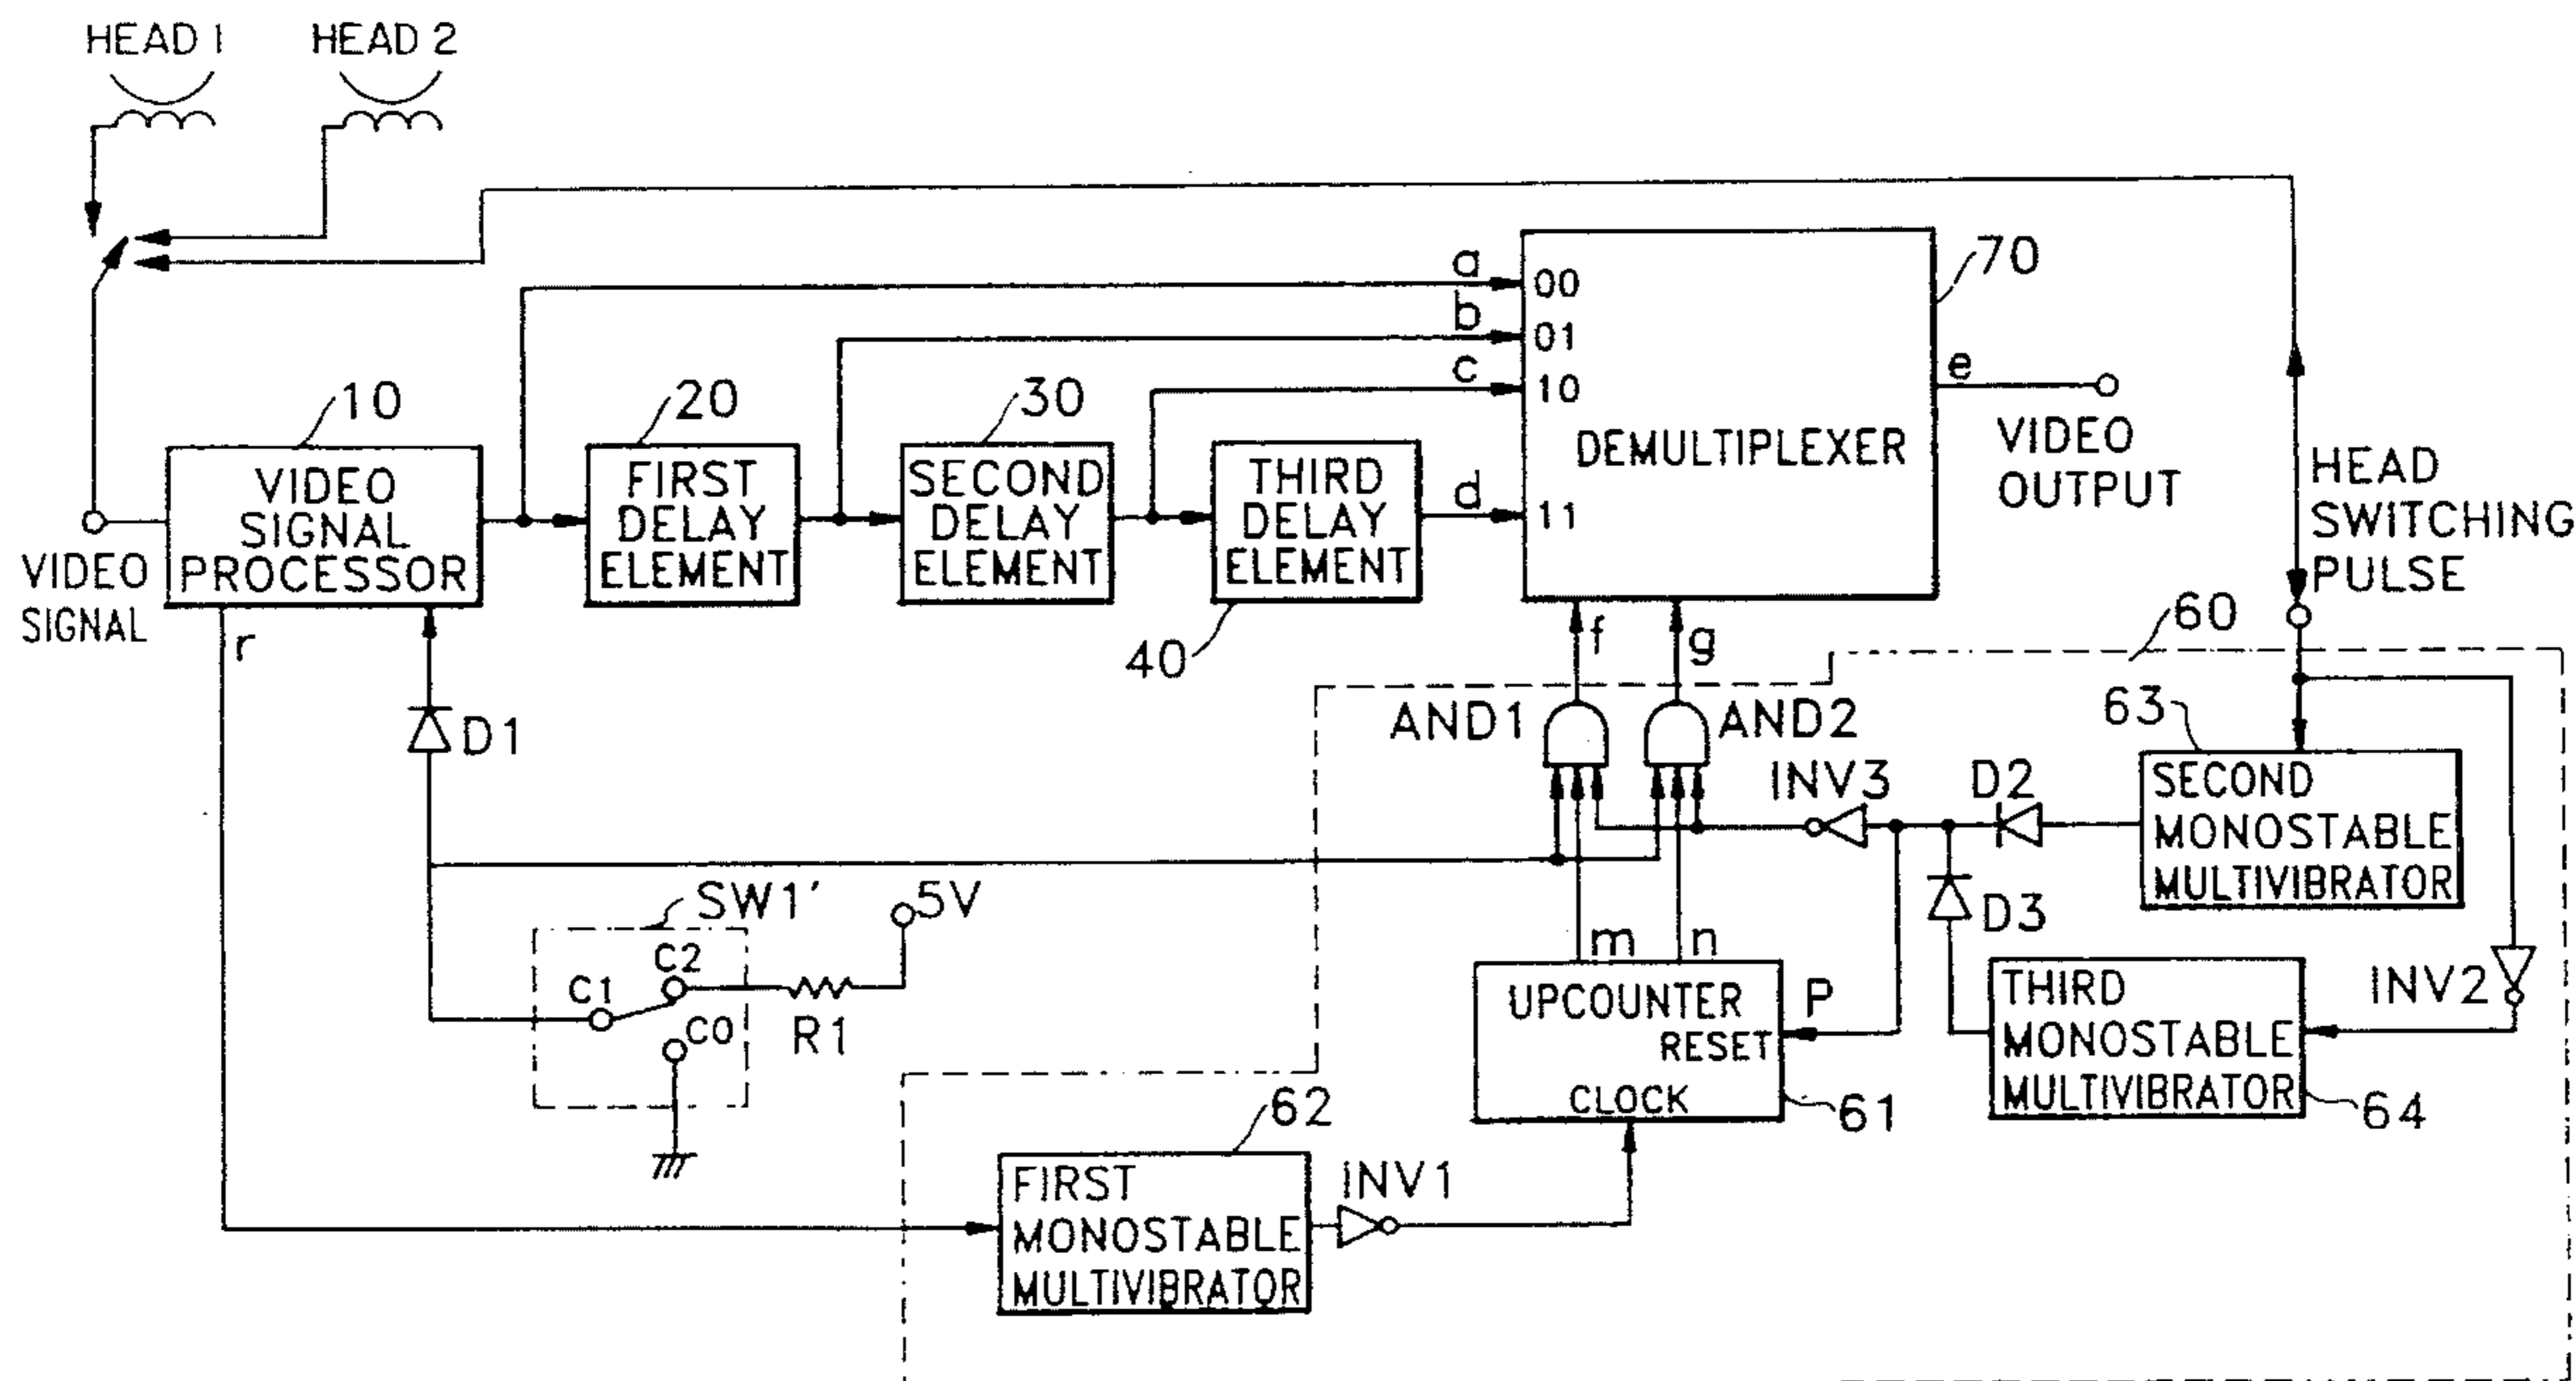 HEAD 1
HEAD 2
a
00
70
b
01
c
10
e
10
20
30
VIDEO
OUTPUT
DEMULTIPLEXER
HEAD
SWITCHING
PULSE
VIDEO
SIGNAL
PROCESSOR
FIRST
DELAY
ELEMENT
SECOND
DELAY
ELEMENT
THIRD
DELAY
ELEMENT
d
11
VIDEO
SIGNAL
r
40
f
g
60
D1
AND1
AND2
63
INV3
D2
SECOND
MONOSTABLE
MULTIVIBRATOR
SW1'
5V
D3
C2
C1
C0
R1
m
n
UPCOUNTER
RESET
CLOCK
P
61
THIRD
MONOSTABLE
MULTIVIBRATOR
INV2
64
62
FIRST
MONOSTABLE
MULTIVIBRATOR
INV1